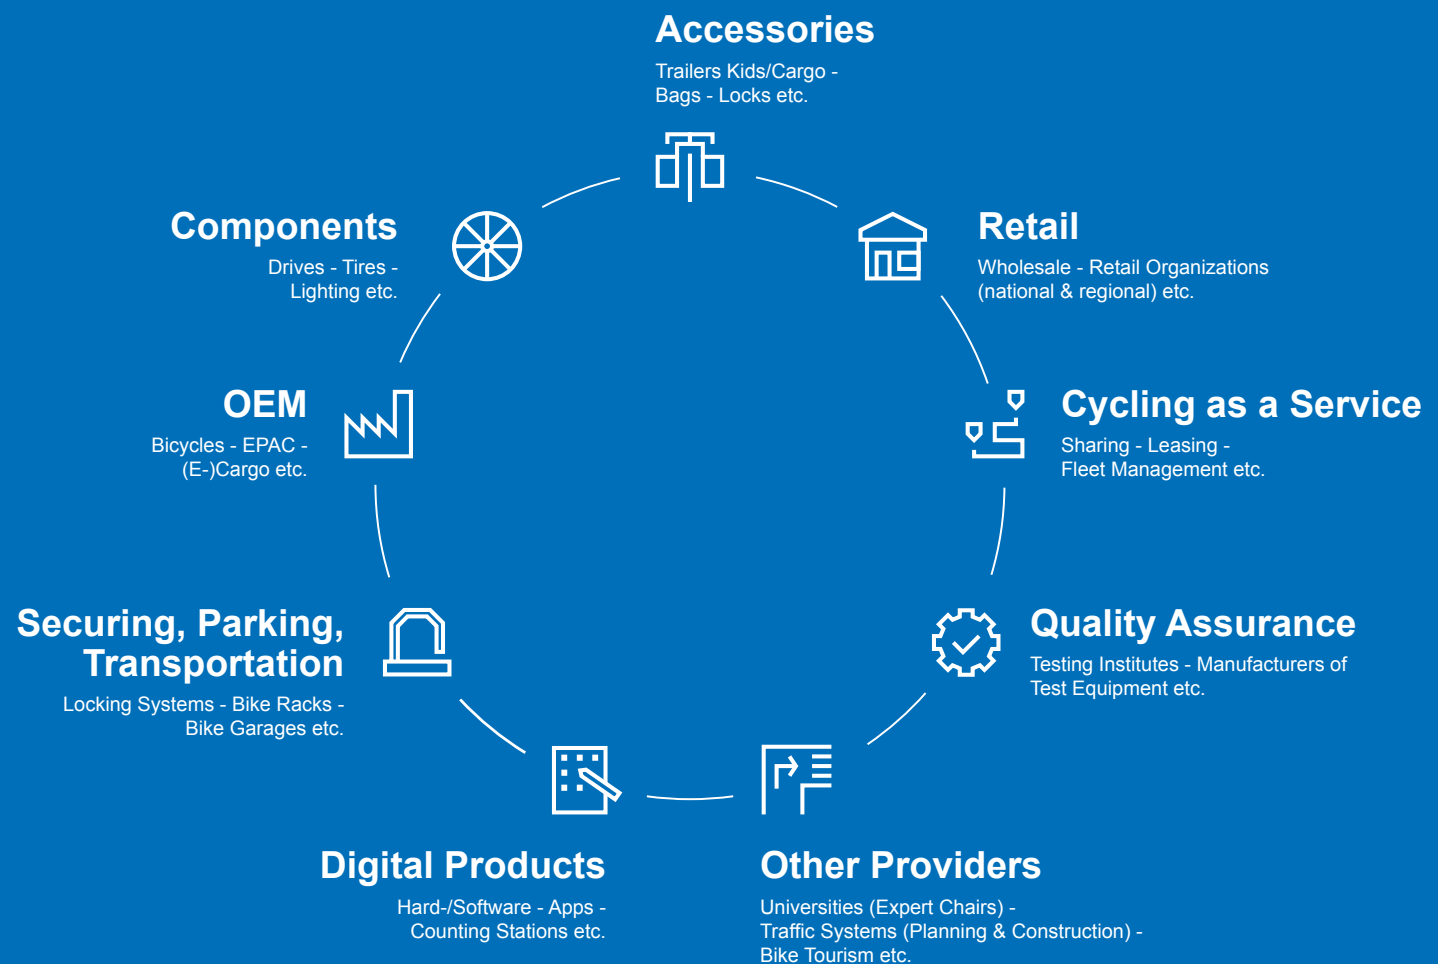 Accessories
Trailers Kids/Cargo -
Bags - Locks etc.
Retail
Wholesale - Retail Organizations
(national & regional) etc.
Cycling as a Service
Sharing - Leasing -
Fleet Management etc.
Quality Assurance
Testing Institutes - Manufacturers of
Test Equipment etc.
Other Providers
Universities (Expert Chairs) -
Traffic Systems (Planning & Construction) -
Bike Tourism etc.
Digital Products
Hard-/Software - Apps -
Counting Stations etc.
Securing, Parking,
Transportation
Locking Systems - Bike Racks -
Bike Garages etc.
OEM
Bicycles - EPAC -
(E-)Cargo etc.
Components
Drives - Tires -
Lighting etc.